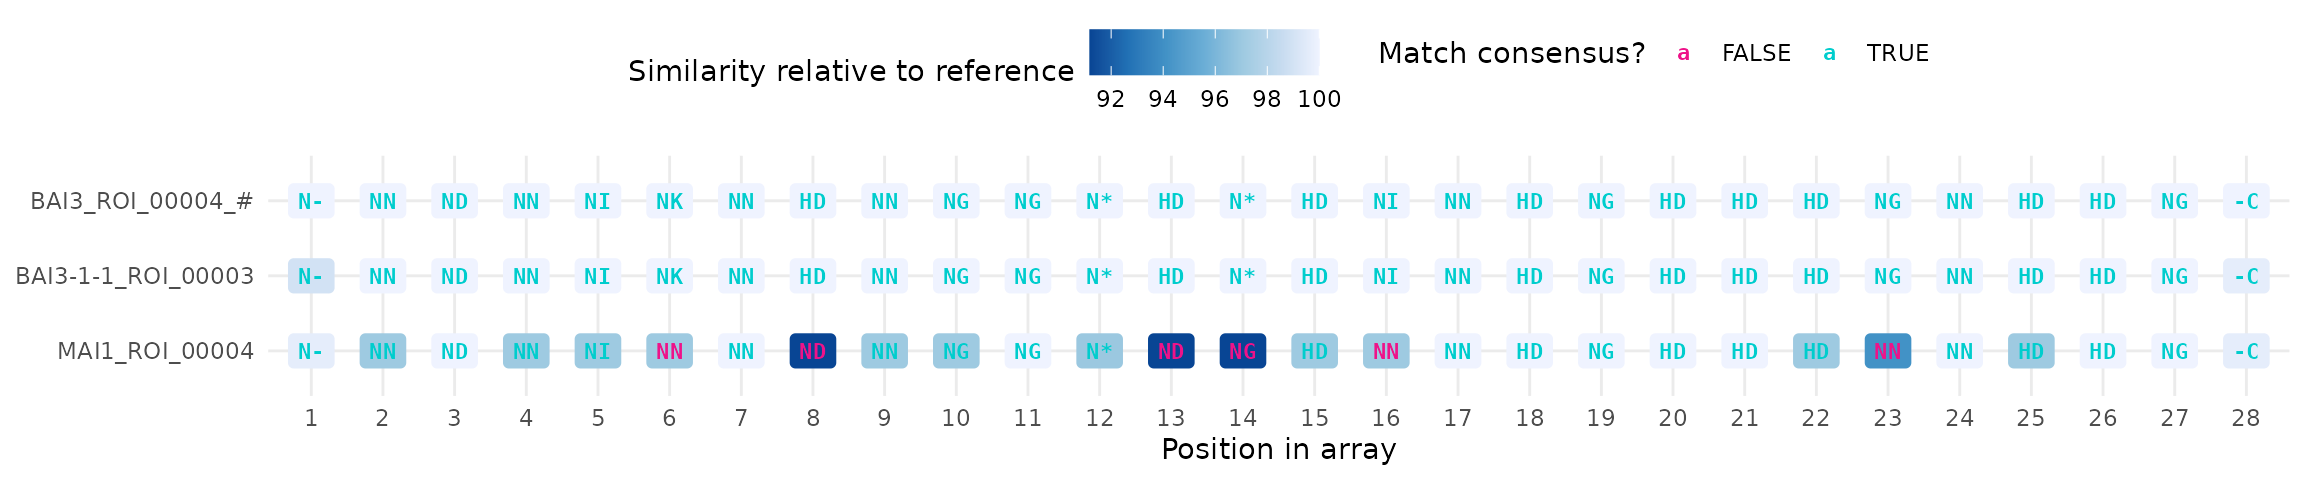 Similarity relative to reference
92 94 96 98 100
Match consensus? a FALSE a TRUE
BAI3_ROI_00004_# N- NN ND NN NI NK NN HD NN NG NG N* HD N* HD NI NN HD NG HD HD HD NG NN HD HD NG -C
BAI3-1-1_ROI_00003 N- NN ND NN NI NK NN HD NN NG NG N* HD N* HD NI NN HD NG HD HD HD NG NN HD HD NG -C
MAI1_ROI_00004 N- NN ND NN NI NN NN ND NN NG NG N* ND NG HD NN NN HD NG HD HD HD NN NN HD HD NG -C
1 2 3 4 5 6 7 8 9 10 11 12 13 14 15 16 17 18 19 20 21 22 23 24 25 26 27 28
Position in array